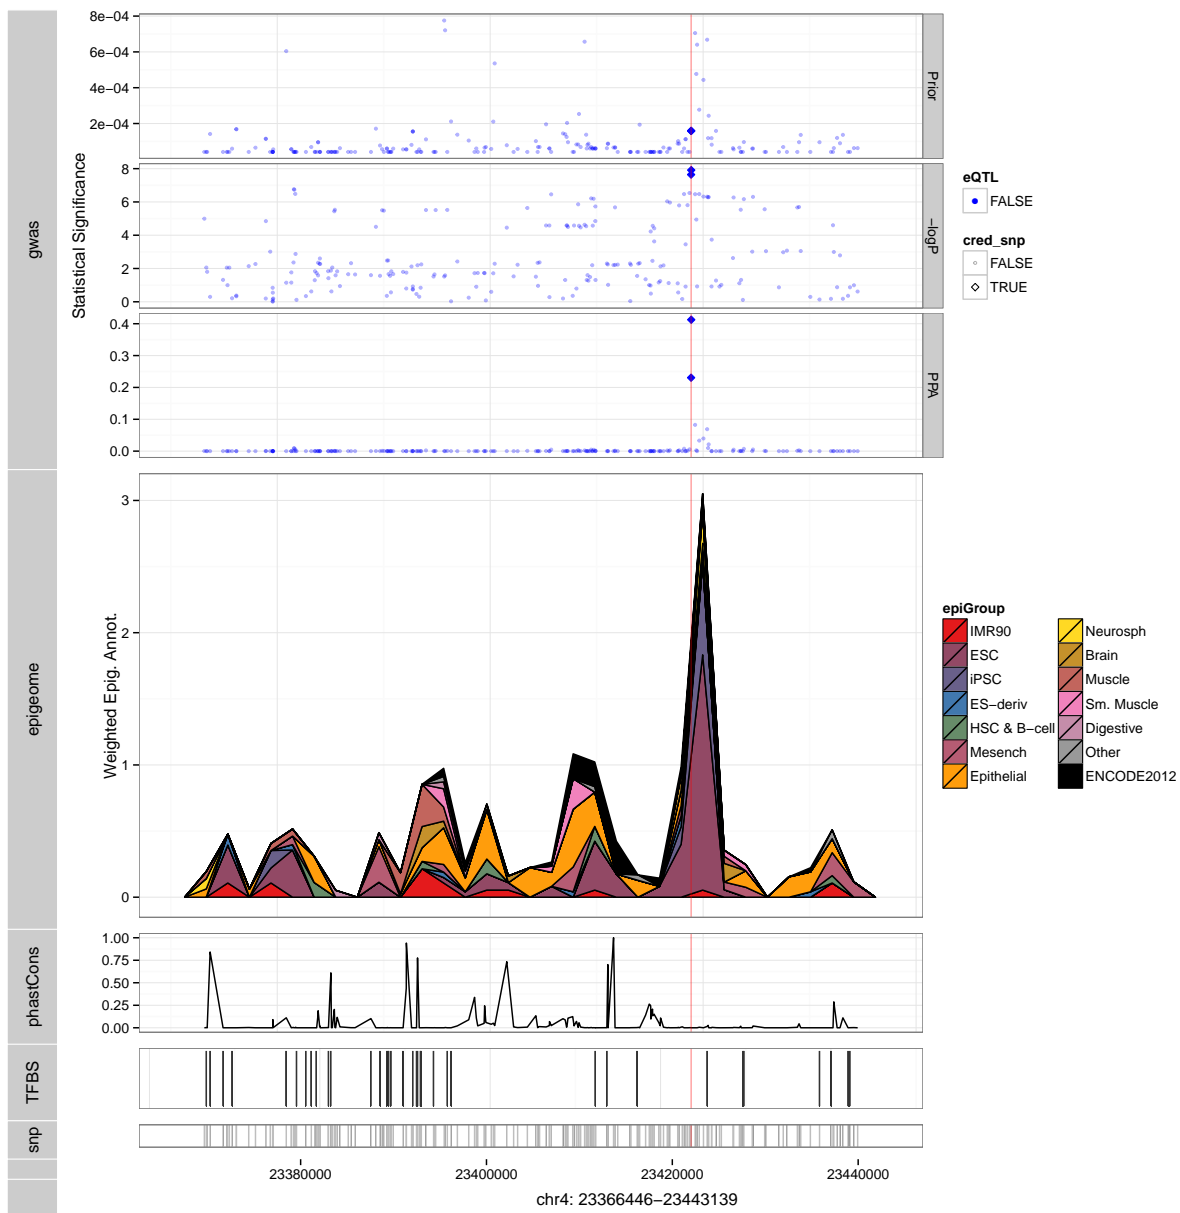 gwas
Statistical Significance
8e−04
6e−04
4e−04
2e−04
Prior
8
6
4
2
0
−logP
0.4
0.3
0.2
0.1
0.0
PPA
eQTL
FALSE
cred_snp
FALSE
TRUE
epigeome
Weighted Epig. Annot.
3
2
1
0
epiGroup
IMR90
ESC
iPSC
ES−deriv
HSC & B−cell
Mesench
Epithelial
Neurosph
Brain
Muscle
Sm. Muscle
Digestive
Other
ENCODE2012
phastCons
1.00
0.75
0.50
0.25
0.00
TFBS
snp
23380000
23400000
23420000
23440000
chr4: 23366446−23443139